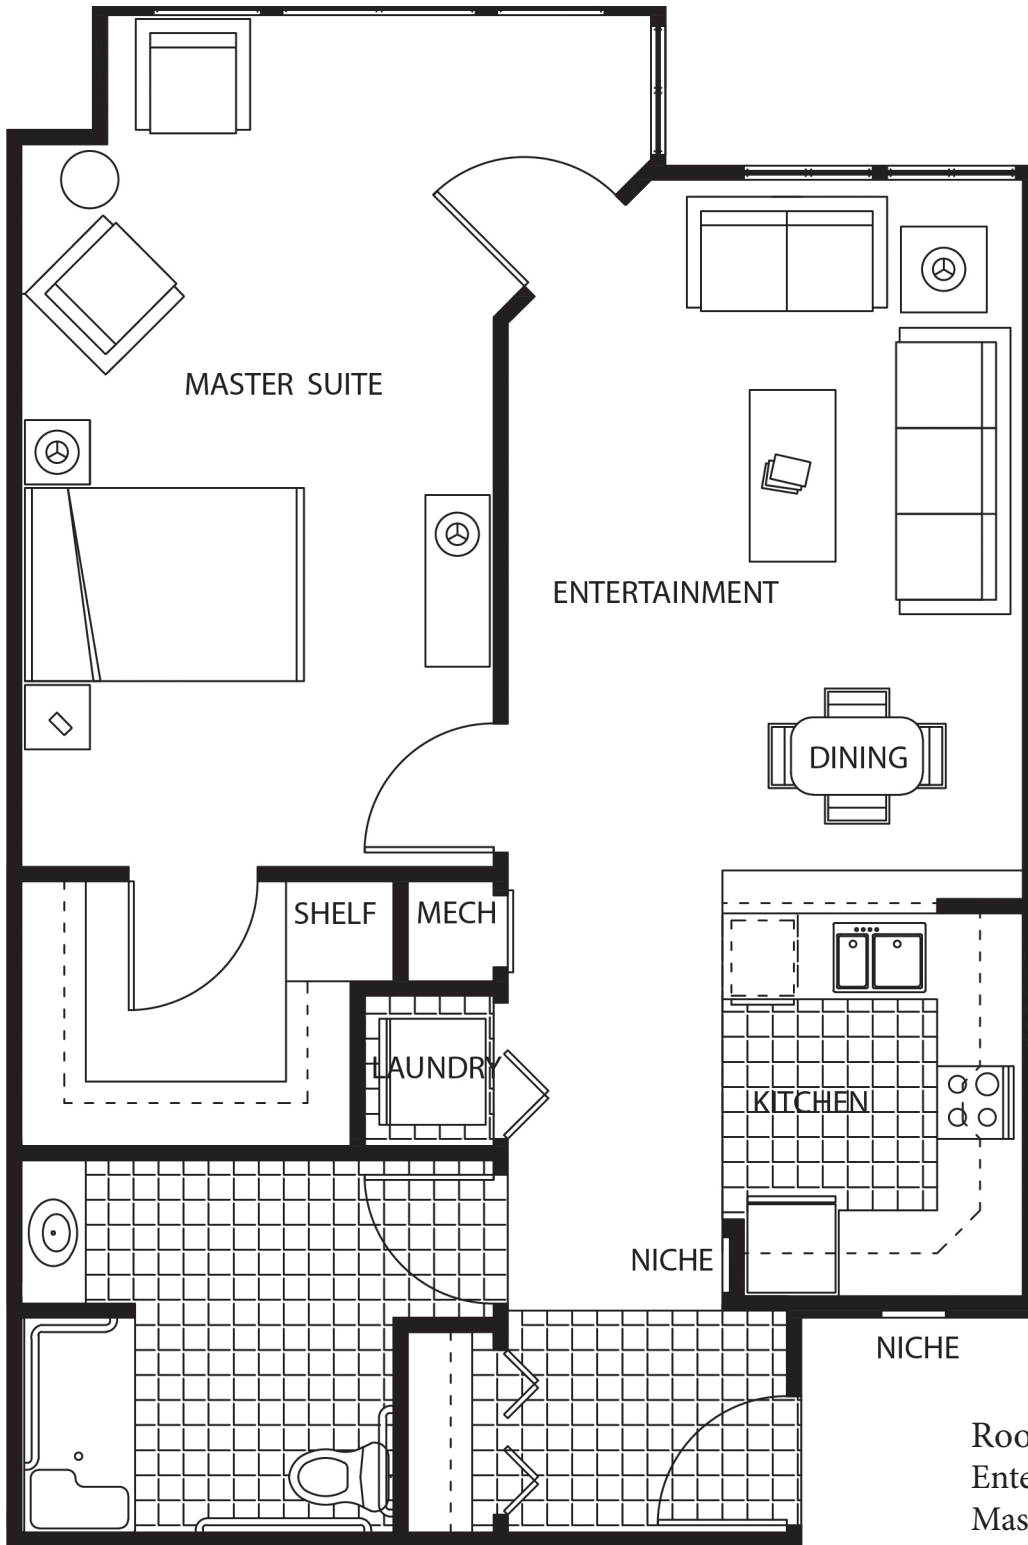 MASTER SUITE
ENTERTAINMENT
DINING
SHELF
MECH
LAUNDRY
KITCHEN
NICHE
NICHE